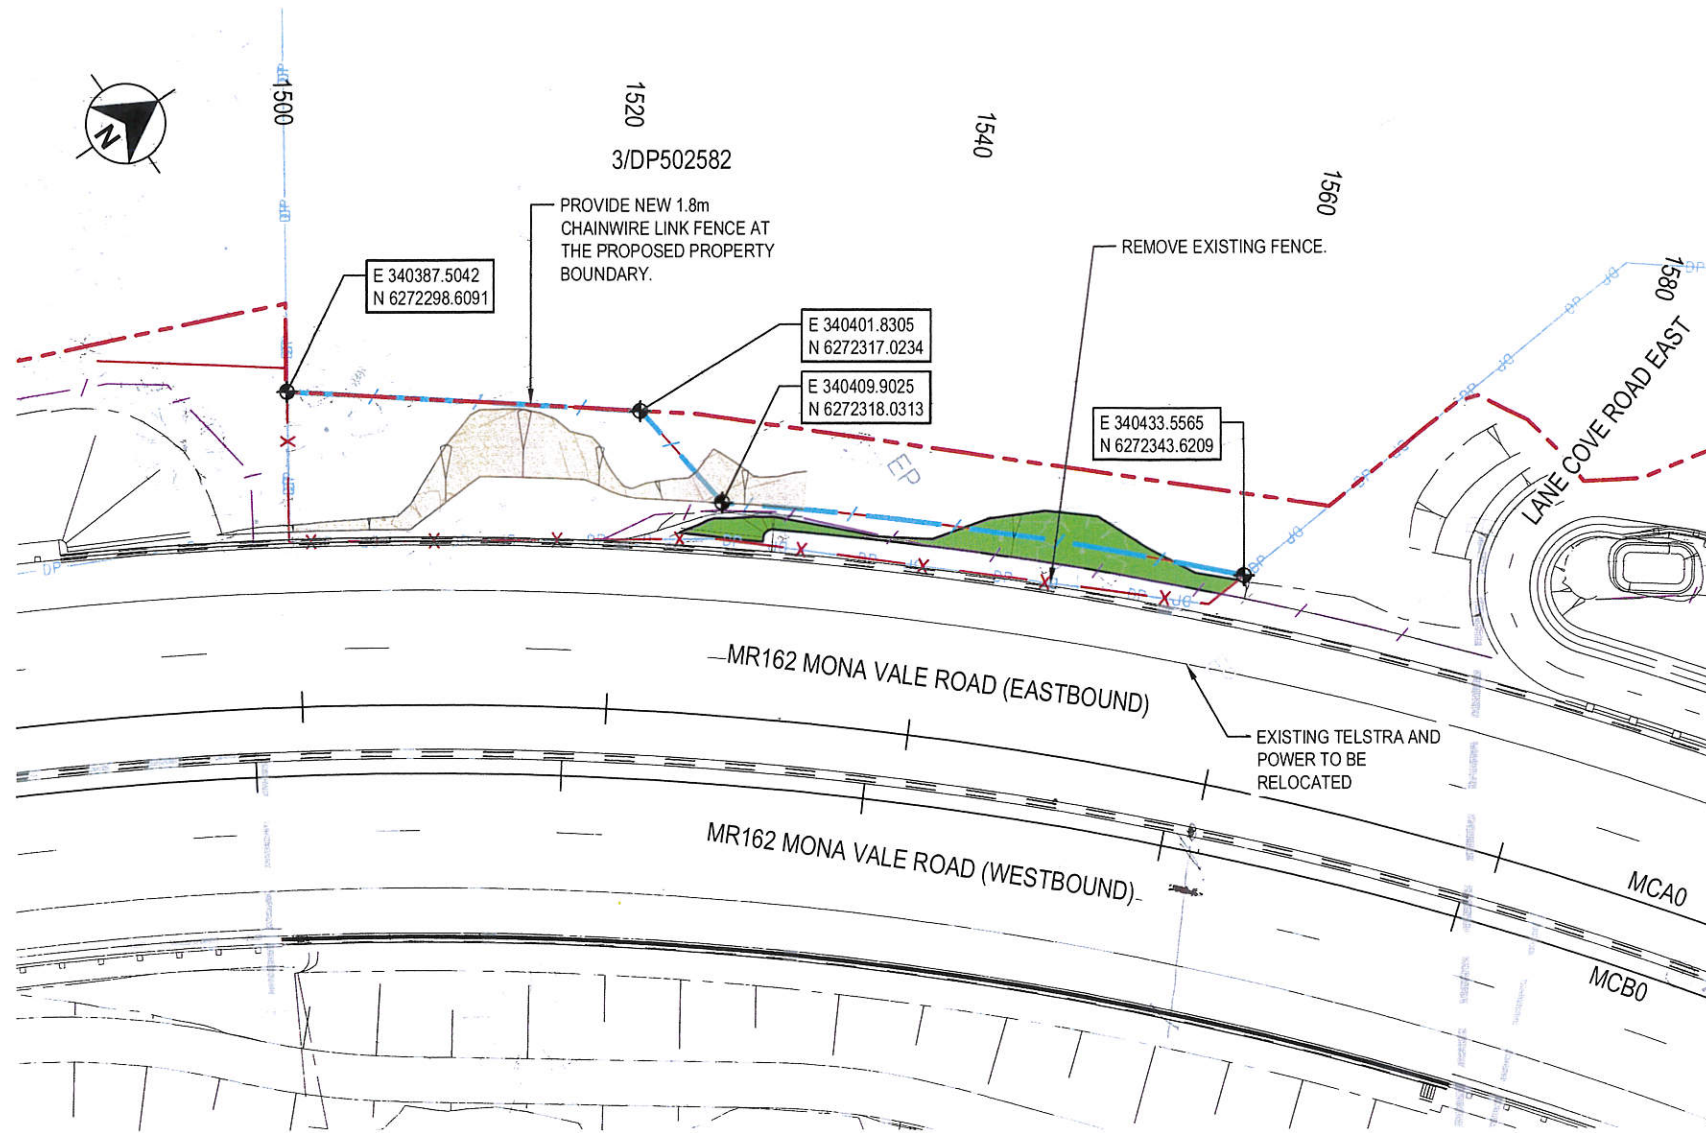 N
1500
1520
1540
1560
1580
3/DP502582
PROVIDE NEW 1.8m
CHAINWIRE LINK FENCE AT
THE PROPOSED PROPERTY
BOUNDARY.
REMOVE EXISTING FENCE.
E 340387.5042
N 6272298.6091
E 340401.8305
N 6272317.0234
E 340409.9025
N 6272318.0313
E 340433.5565
N 6272343.6209
EP
LANE COVE ROAD EAST
DP
MR162 MONA VALE ROAD (EASTBOUND)
EXISTING TELSTRA AND
POWER TO BE
RELOCATED
MR162 MONA VALE ROAD (WESTBOUND)
MCA0
MCB0